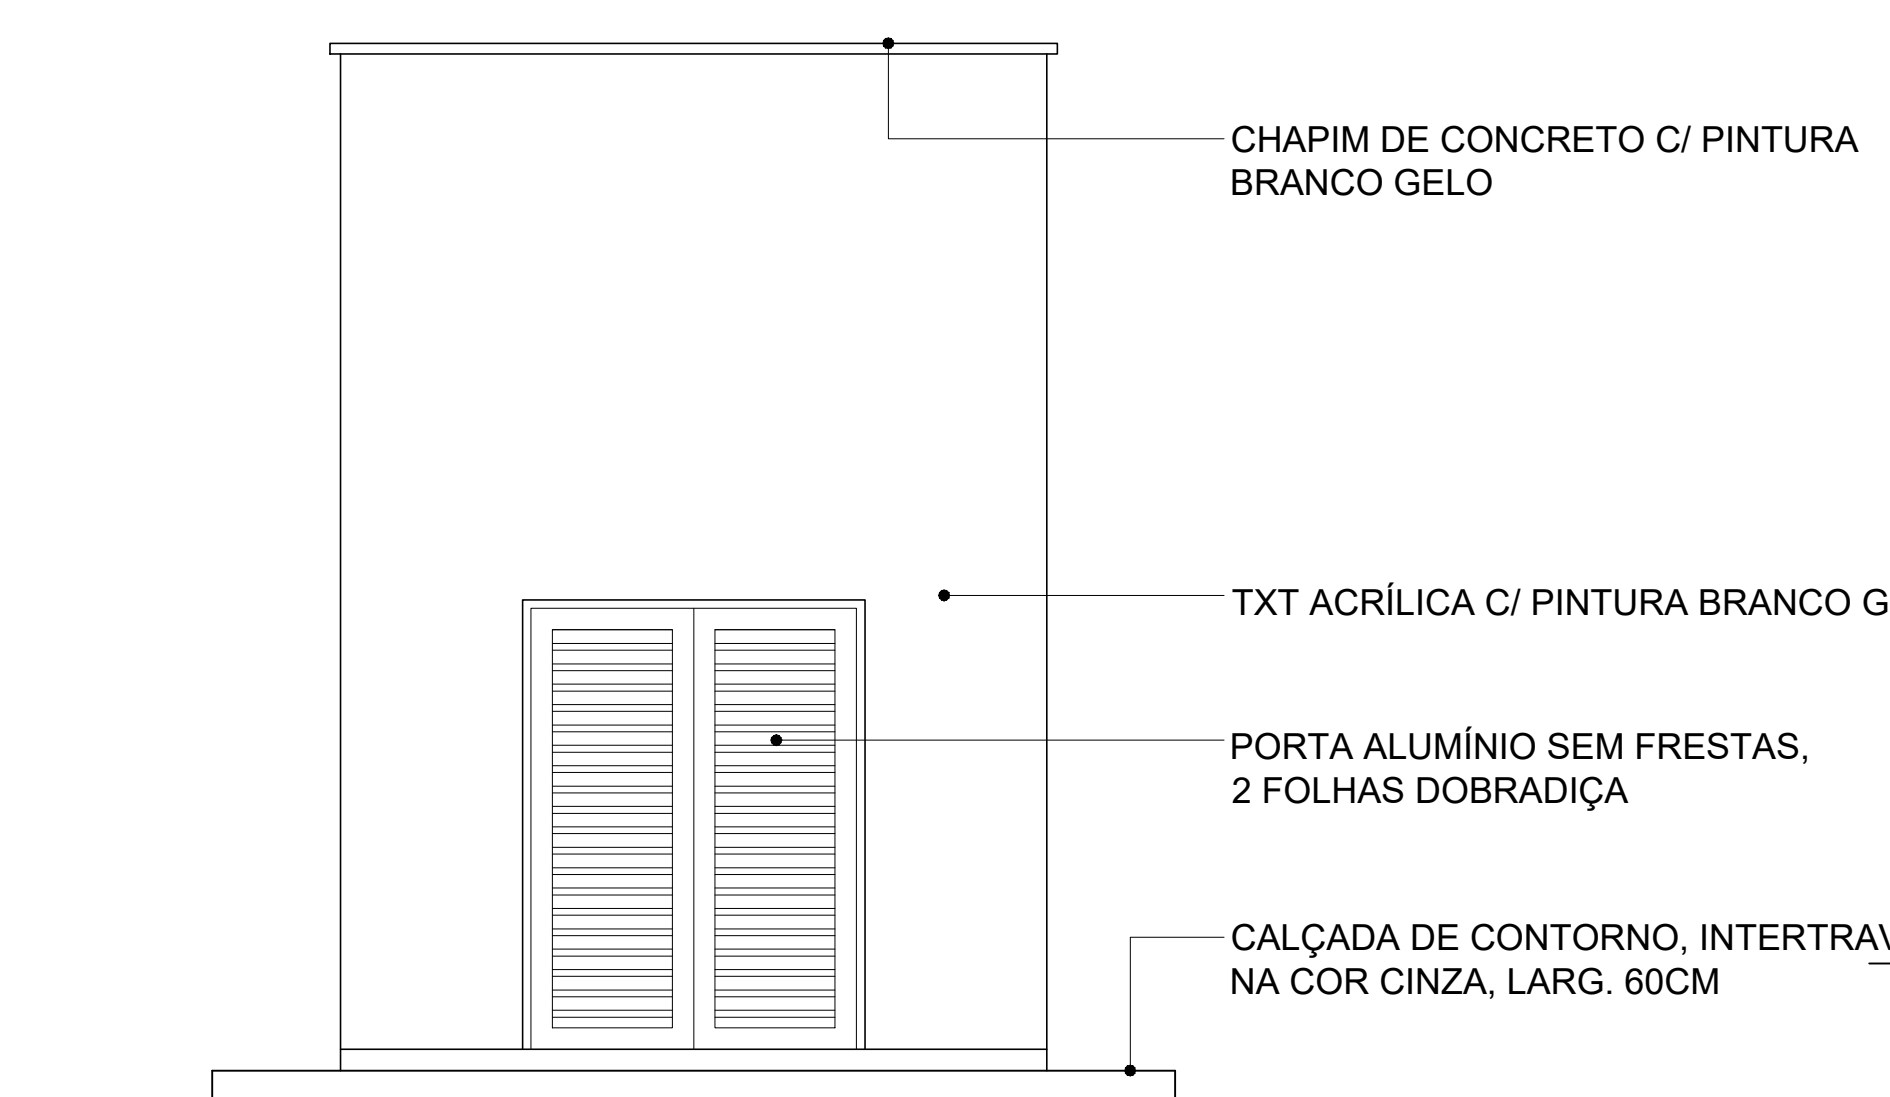 CHAPIM DE CONCRETO C/ PINTURA
BRANCO GELO
TXT ACRÍLICA C/ PINTURA BRANCO
PORTA ALUMÍNIO SEM FRESTAS,
2 FOLHAS DOBRADIÇA
CALÇADA DE CONTORNO,
NA COR CINZA, LARG. 60CM